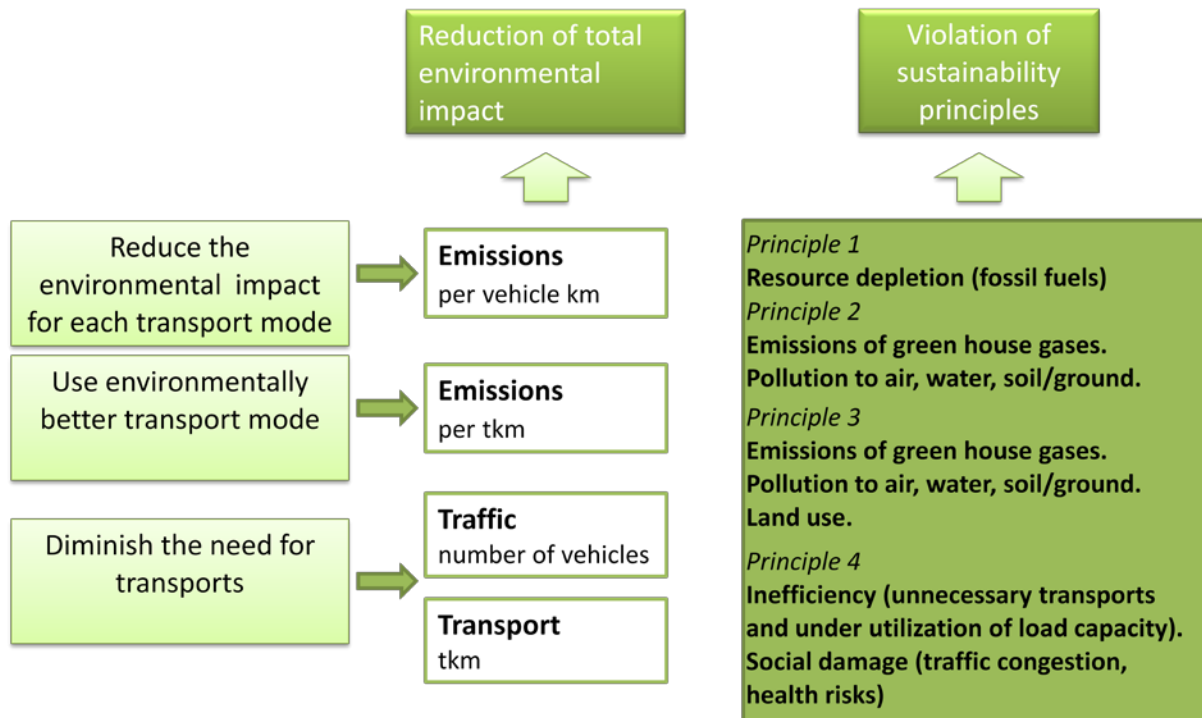 Reduction of total
environmental
impact
Violation of
sustainability
principles
Reduce the
environmental impact
for each transport mode
Emissions
per vehicle km
Use environmentally
better transport mode
Emissions
per tkm
Diminish the need for
transports
Traffic
number of vehicles
Transport
tkm
Principle 1
Resource depletion (fossil fuels)
Principle 2
Emissions of green house gases.
Pollution to air, water, soil/ground.
Principle 3
Emissions of green house gases.
Pollution to air, water, soil/ground.
Land use.
Principle 4
Inefficiency (unnecessary transports
and under utilization of load capacity).
Social damage (traffic congestion,
health risks)